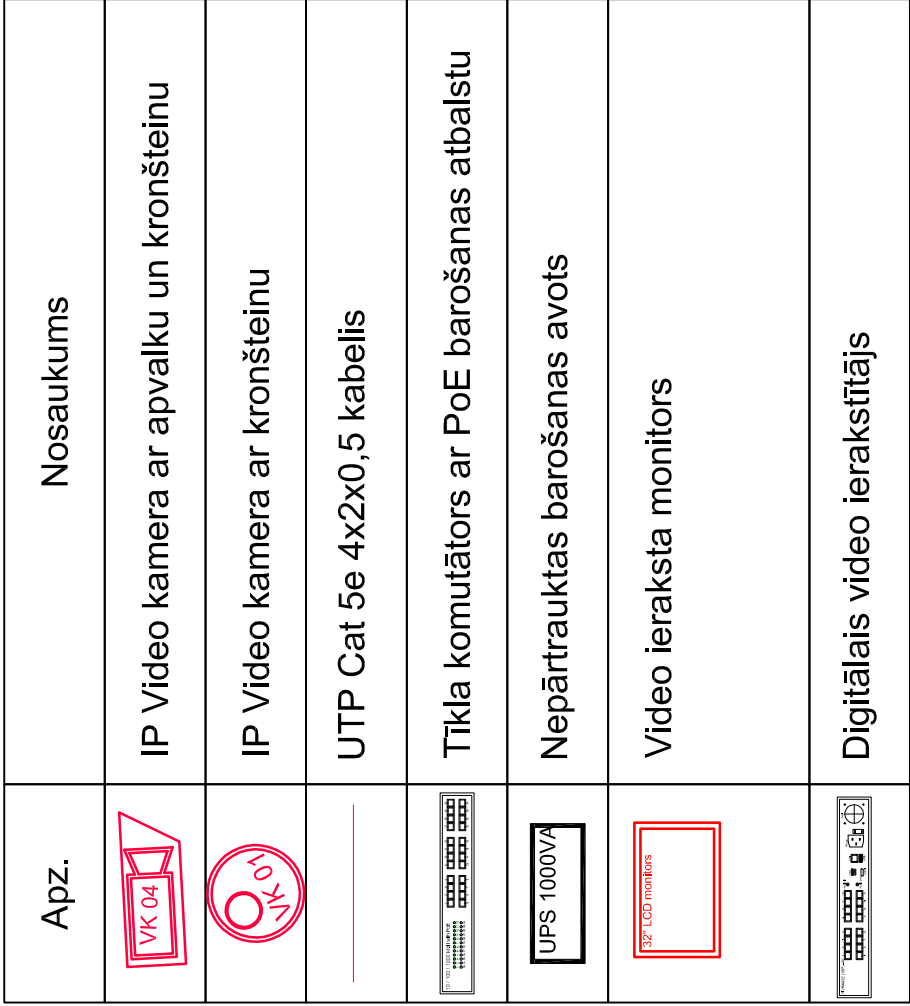 Apz.
Nosaukums
VK 04
IP Video kamera ar apvalku un kronšteinu
VK 01
IP Video kamera ar kronšteinu
UTP Cat 5e 4x2x0,5 kabelis
Tīkla komutātors ar PoE barošanas atbalstu
UPS 1000VA
Nepārtrauktas barošanas avots
32" LCD monitors
Video ieraksta monitors
Digitālais video ierakstītājs